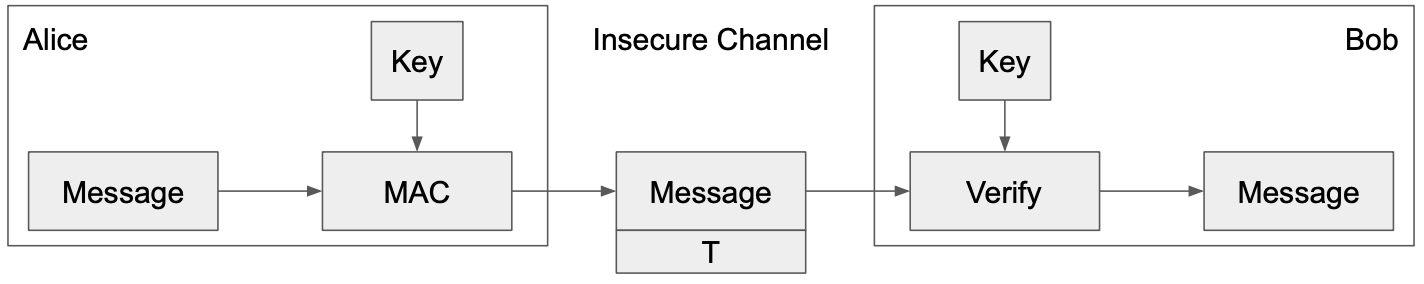 Alice
Key
Message
MAC
Insecure Channel
Message
T
Bob
Key
Verify
Message